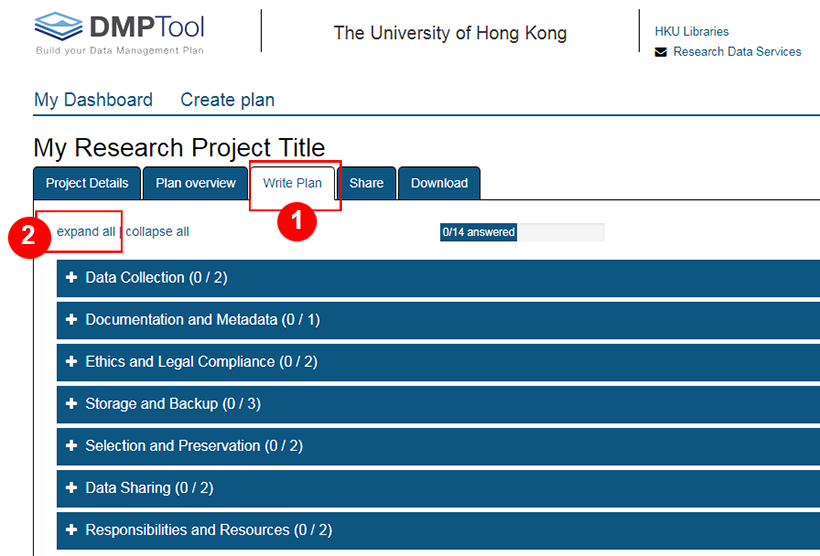 DMPTool
Build your Data Management Plan
The University of Hong Kong
HKU Libraries
Research Data Services
My Dashboard Create plan
My Research Project Title
Project Details Plan overview Write Plan Share Download
1
2
expand all | collapse all 0/14 answered
+ Data Collection (0 / 2)
+ Documentation and Metadata (0 / 1)
+ Ethics and Legal Compliance (0 / 2)
+ Storage and Backup (0 / 3)
+ Selection and Preservation (0 / 2)
+ Data Sharing (0 / 2)
+ Responsibilities and Resources (0 / 2)